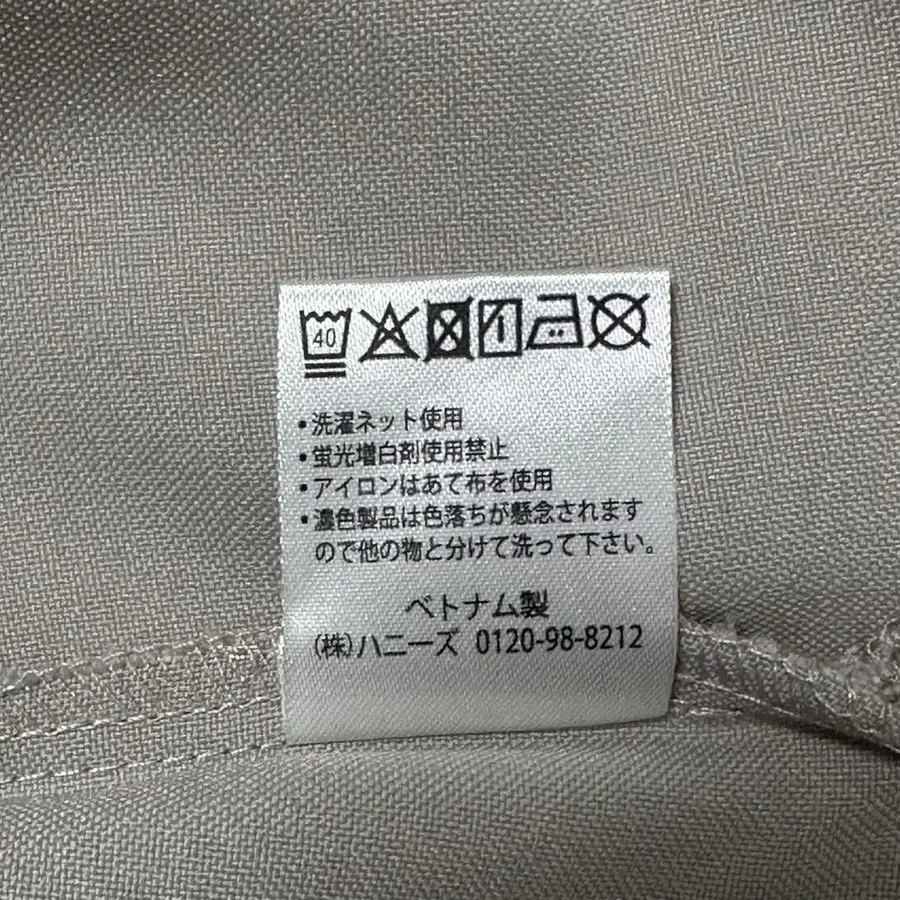 40
・洗濯ネット使用
・蛍光増白剤使用禁止
・アイロンはあて布を使用
・濃色製品は色落ちが懸念されます
ので他の物と分けて洗って下さい。
ベトナム製
(株)ハニーズ 0120-98-8212